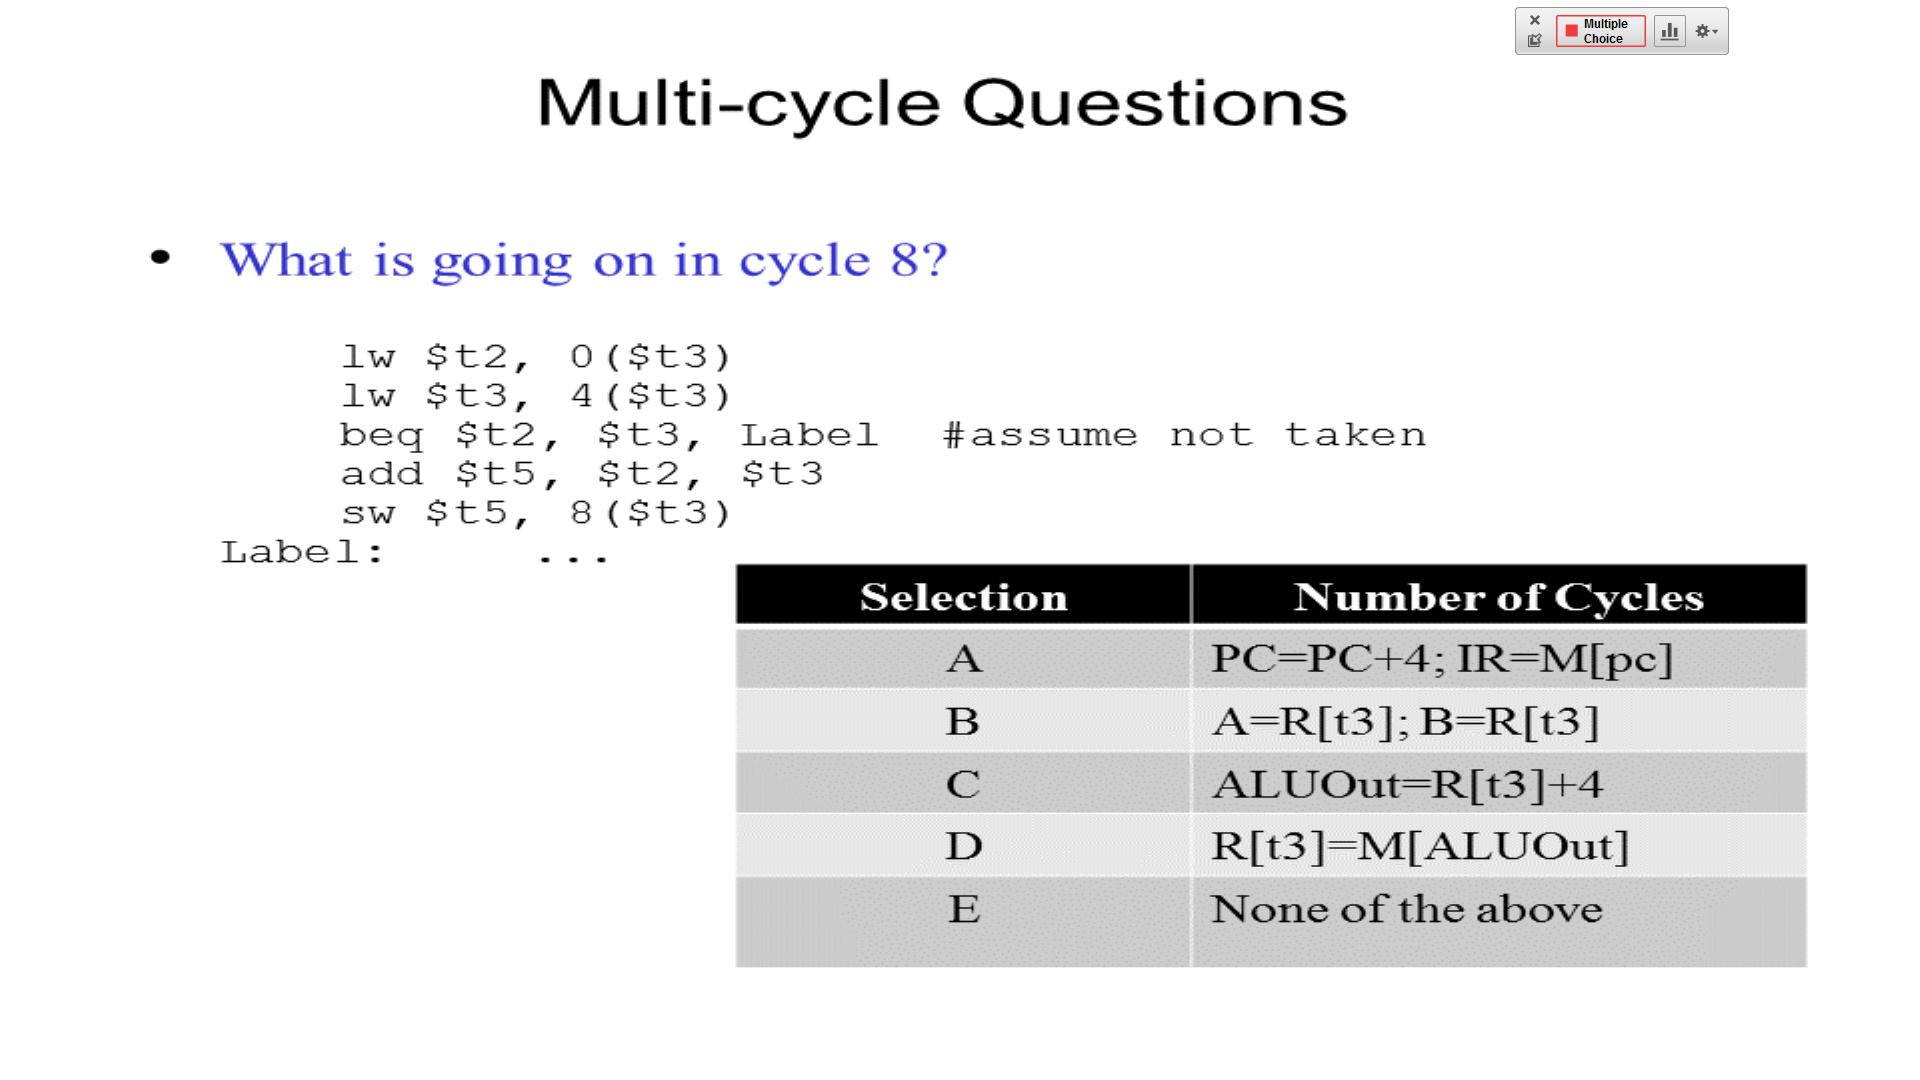 Multiple
Choice
Multi-cycle Questions
• What is going on in cycle 8?
lw $t2, 0($t3)
lw $t3, 4($t3)
beq $t2, $t3, Label #assume not taken
add $t5, $t2, $t3
sw $t5, 8($t3)
Label: ...
Selection Number of Cycles
A PC=PC+4; IR=M[pc]
B A=R[t3]; B=R[t3]
C ALUOut=R[t3]+4
D R[t3]=M[ALUOut]
E None of the above